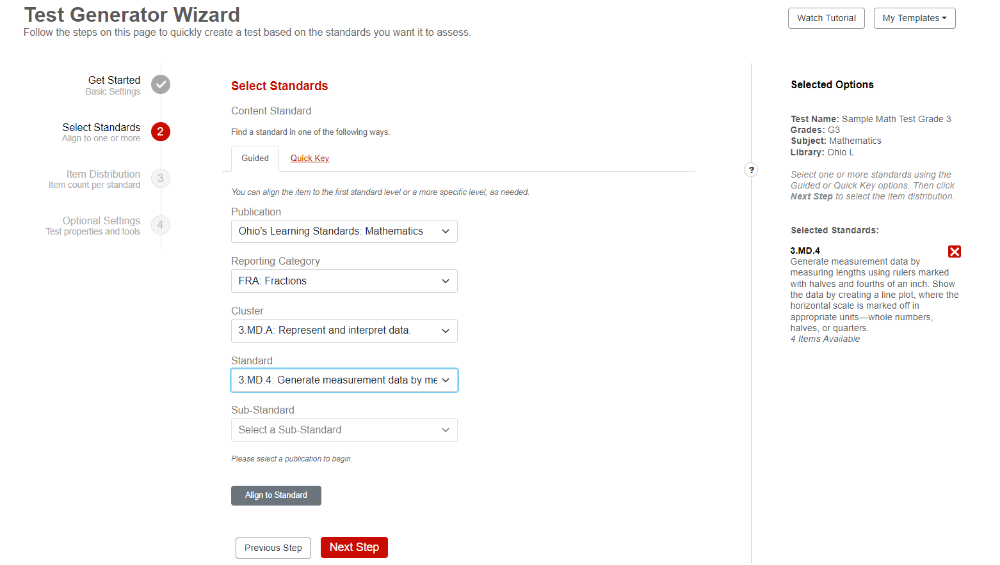 Test Generator Wizard
Follow the steps on this page to quickly create a test based on the standards you want it to assess.
Watch Tutorial
My Templates
Get Started
Basic Settings
Select Standards
Align to one or more
2
Item Distribution
Item count per standard
3
Optional Settings
Test properties and tools
4
Select Standards
Content Standard
Find a standard in one of the following ways:
Guided
Quick Key
You can align the item to the first standard level or a more specific level, as needed.
Publication
Ohio's Learning Standards: Mathematics
Reporting Category
FRA: Fractions
Cluster
3.MD.A: Represent and interpret data.
Standard
3.MD.4: Generate measurement data by me
Sub-Standard
Select a Sub-Standard
Please select a publication to begin.
Align to Standard
Previous Step
Next Step
?
Selected Options
Test Name: Sample Math Test Grade 3
Grades: G3
Subject: Mathematics
Library: Ohio L
Select one or more standards using the
Guided or Quick Key options. Then click
Next Step to select the item distribution.
Selected Standards:
3.MD.4
Generate measurement data by
measuring lengths using rulers marked
with halves and fourths of an inch. Show
the data by creating a line plot, where the
horizontal scale is marked off in
appropriate units—whole numbers,
halves, or quarters.
4 Items Available